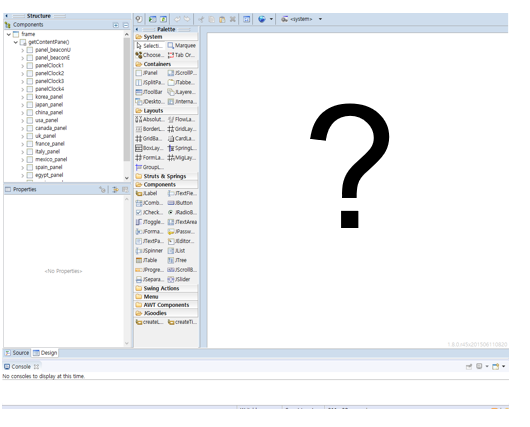 Structure
Components
frame
getContentPane()
panel_beaconU
panel_beaconE
panelClock1
panelClock2
panelClock3
panelClock4
korea_panel
japan_panel
china_panel
usa_panel
canada_panel
uk_panel
france_panel
italy_panel
mexico_panel
spain_panel
egypt_panel
Properties
<No Properties>
<system>
Palette
System
Selecti... Marquee
Choose... Tab Or...
Containers
JPanel JScrollP...
JSplitPa... JTabbe...
JToolBar JLayere...
JDeskto... JInterna...
Layouts
Absolut... FlowLa...
BorderL... GridLay...
GridBa... CardLa...
BoxLay... SpringL...
FormLa... MigLay...
GroupL...
Struts & Springs
Components
JLabel JTextFie...
JComb... JButton
JCheck... JRadioB...
JToggle... JTextArea
JForma... JPassw...
JTextPa... JEditor...
JSpinner JList
JTable JTree
JProgre... JScrollB...
JSepara... JSlider
Swing Actions
Menu
AWT Components
JGoodies
createL... createTi...
?
Source Design
Console
No consoles to display at this time.